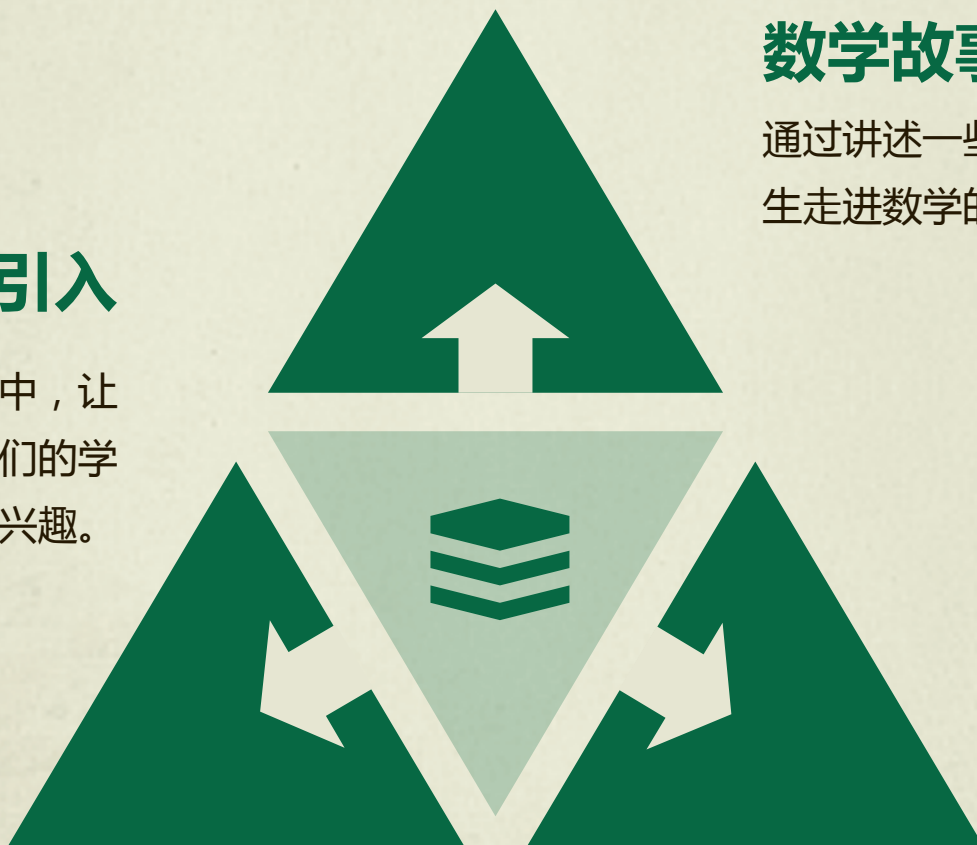 数学故
通过讲述一
生走进数学
引入
中，让
们的学
兴趣。